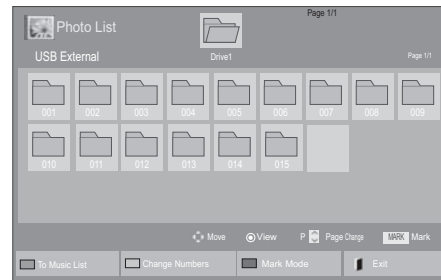 Page 1/1
Photo List
USB External
Drive1
Page 1/1
001 002 003 004 005 006 007 008 009
010 011 012 013 014 015
Move View P Page Change MARK Mark
To Music List Change Numbers Mark Mode Exit